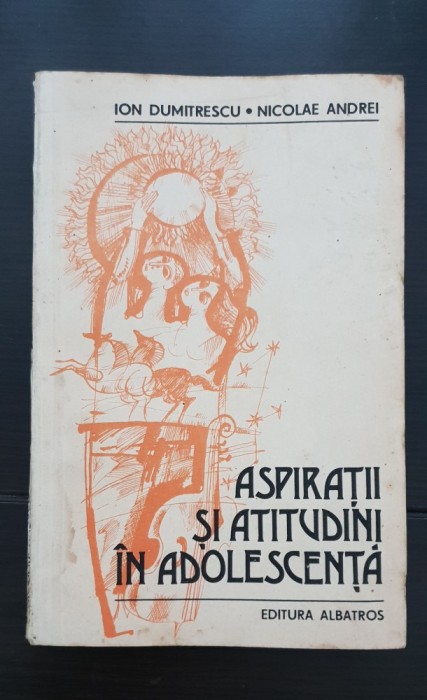 ION DUMITRESCU • NICOLAE ANDREI
ASPIRAȚII
ȘI ATITUDINI
ÎN ADOLESCENȚĂ
EDITURA ALBATROS